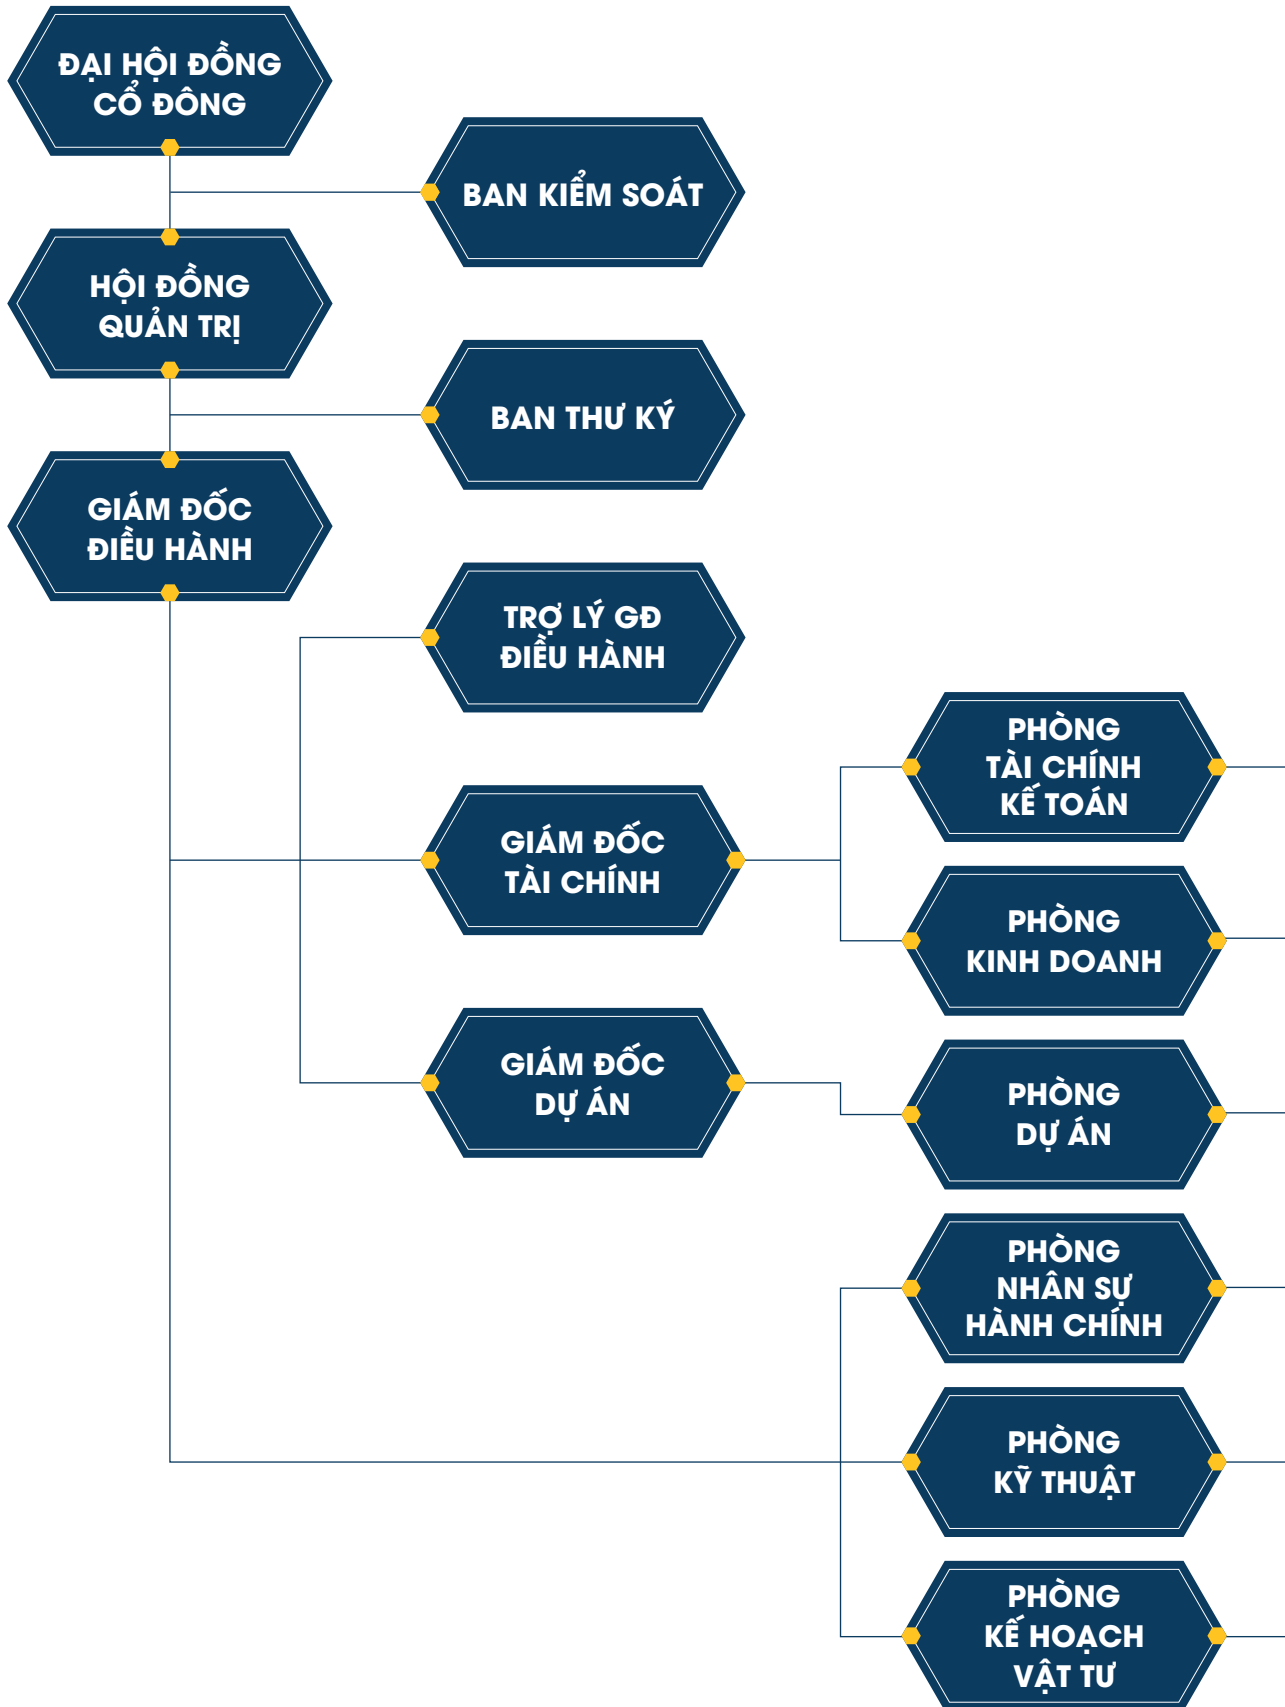 ĐẠI HỘI ĐỒNG
CỔ ĐÔNG
BAN KIỂM SOÁT
HỘI ĐỒNG
QUẢN TRỊ
BAN THƯ KÝ
GIÁM ĐỐC
ĐIỀU HÀNH
TRỢ LÝ GĐ
ĐIỀU HÀNH
PHÒNG
TÀI CHÍNH
KẾ TOÁN
GIÁM ĐỐC
TÀI CHÍNH
PHÒNG
KINH DOANH
GIÁM ĐỐC
DỰ ÁN
PHÒNG
DỰ ÁN
PHÒNG
NHÂN SỰ
HÀNH CHÍNH
PHÒNG
KỸ THUẬT
PHÒNG
KẾ HOẠCH
VẬT TƯ